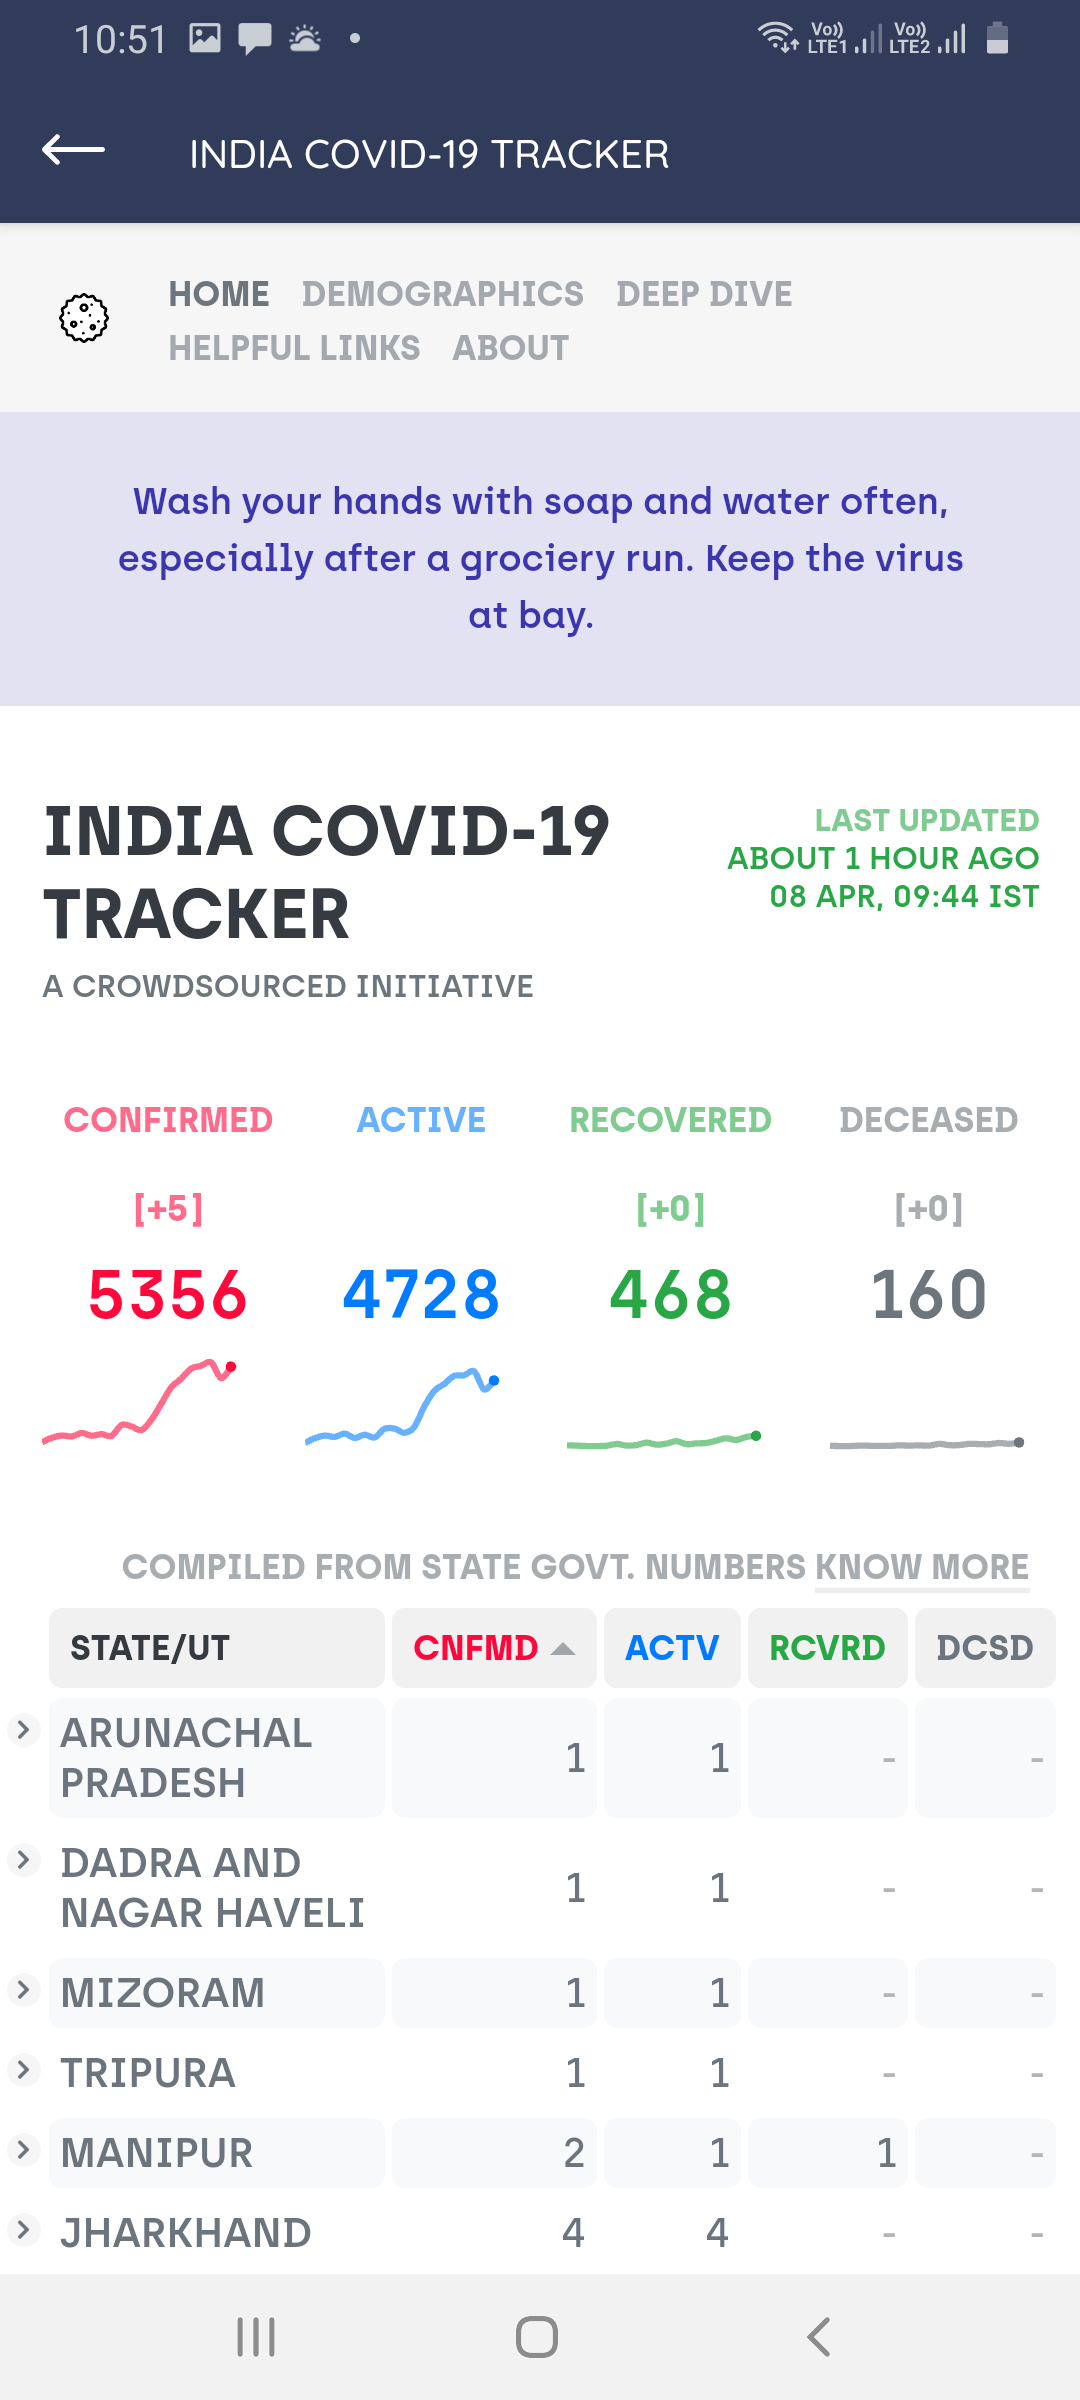 10:51
Vo)) LTE1 Vo)) LTE2
INDIA COVID-19 TRACKER
HOME DEMOGRAPHICS DEEP DIVE
HELPFUL LINKS ABOUT
Wash your hands with soap and water often,
especially after a grociery run. Keep the virus
at bay.
INDIA COVID-19
TRACKER
A CROWDSOURCED INITIATIVE
LAST UPDATED
ABOUT 1 HOUR AGO
08 APR, 09:44 IST
CONFIRMED ACTIVE RECOVERED DECEASED
[+5] [+0] [+0]
5356 4728 468 160
COMPILED FROM STATE GOVT. NUMBERS KNOW MORE
STATE/UT CNFMD ACTV RCVRD DCSD
ARUNACHAL
PRADESH 1 1 - -
DADRA AND
NAGAR HAVELI 1 1 - -
MIZORAM 1 1 - -
TRIPURA 1 1 - -
MANIPUR 2 1 1 -
JHARKHAND 4 4 - -